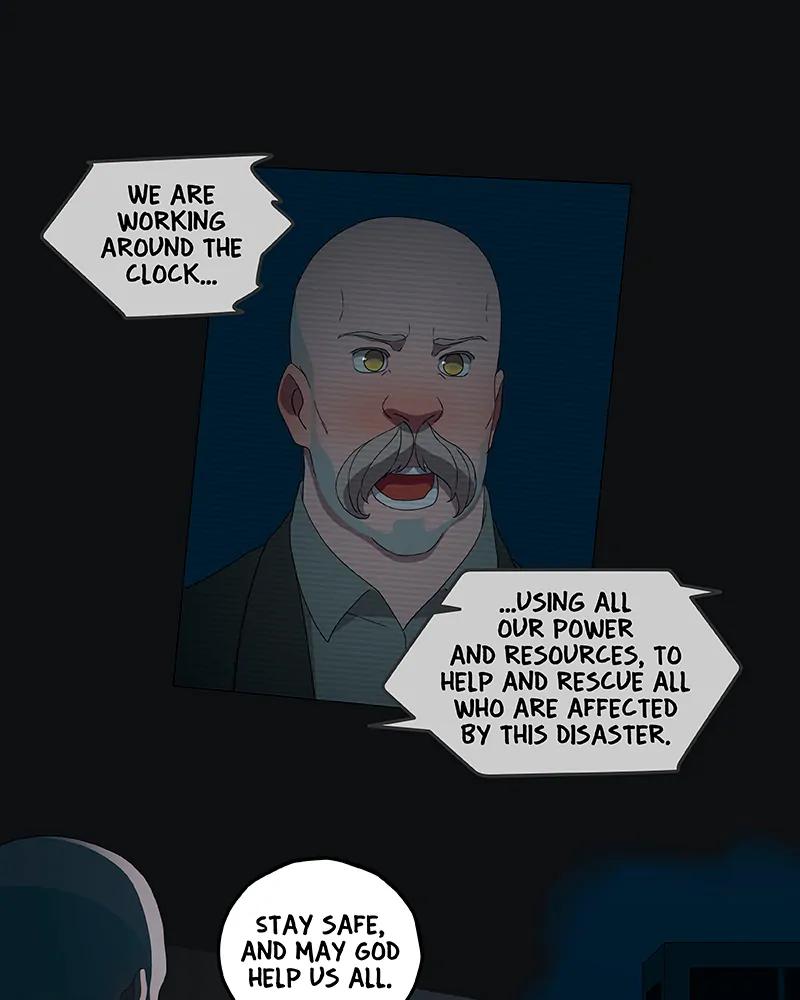 WE ARE
WORKING
AROUND THE
CLOCK...
...USING ALL
OUR POWER
AND RESOURCES, TO
HELP AND RESCUE ALL
WHO ARE AFFECTED
BY THIS DISASTER.
STAY SAFE,
AND MAY GOD
HELP US ALL.